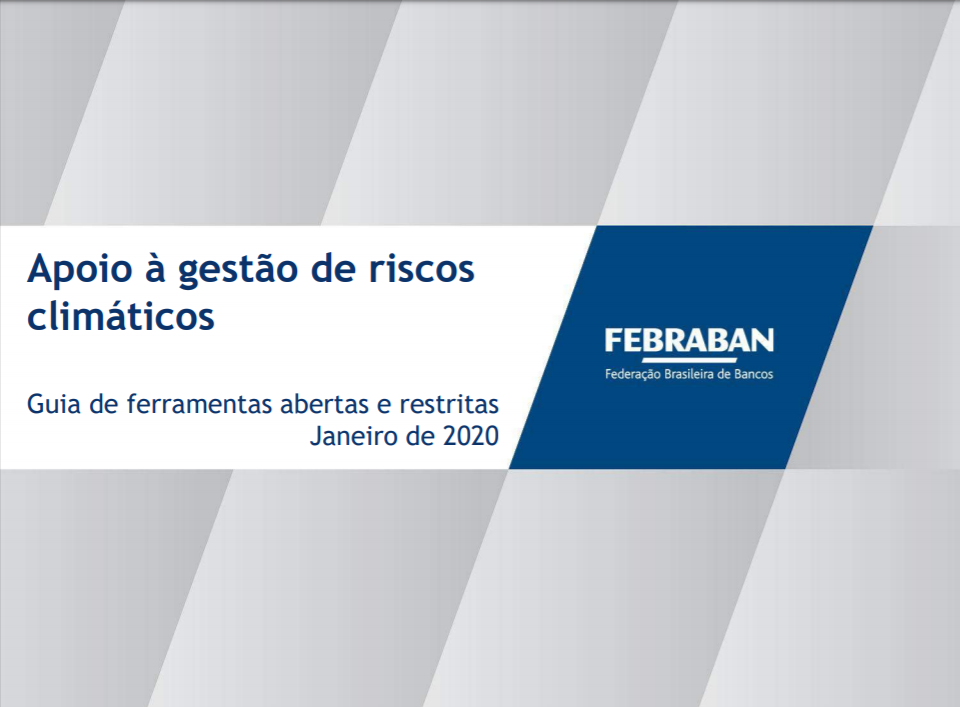 Apoio à gestão de riscos
climáticos
Guia de ferramentas abertas e restritas
Janeiro de 2020
FEBRABAN
Federação Brasileira de Bancos